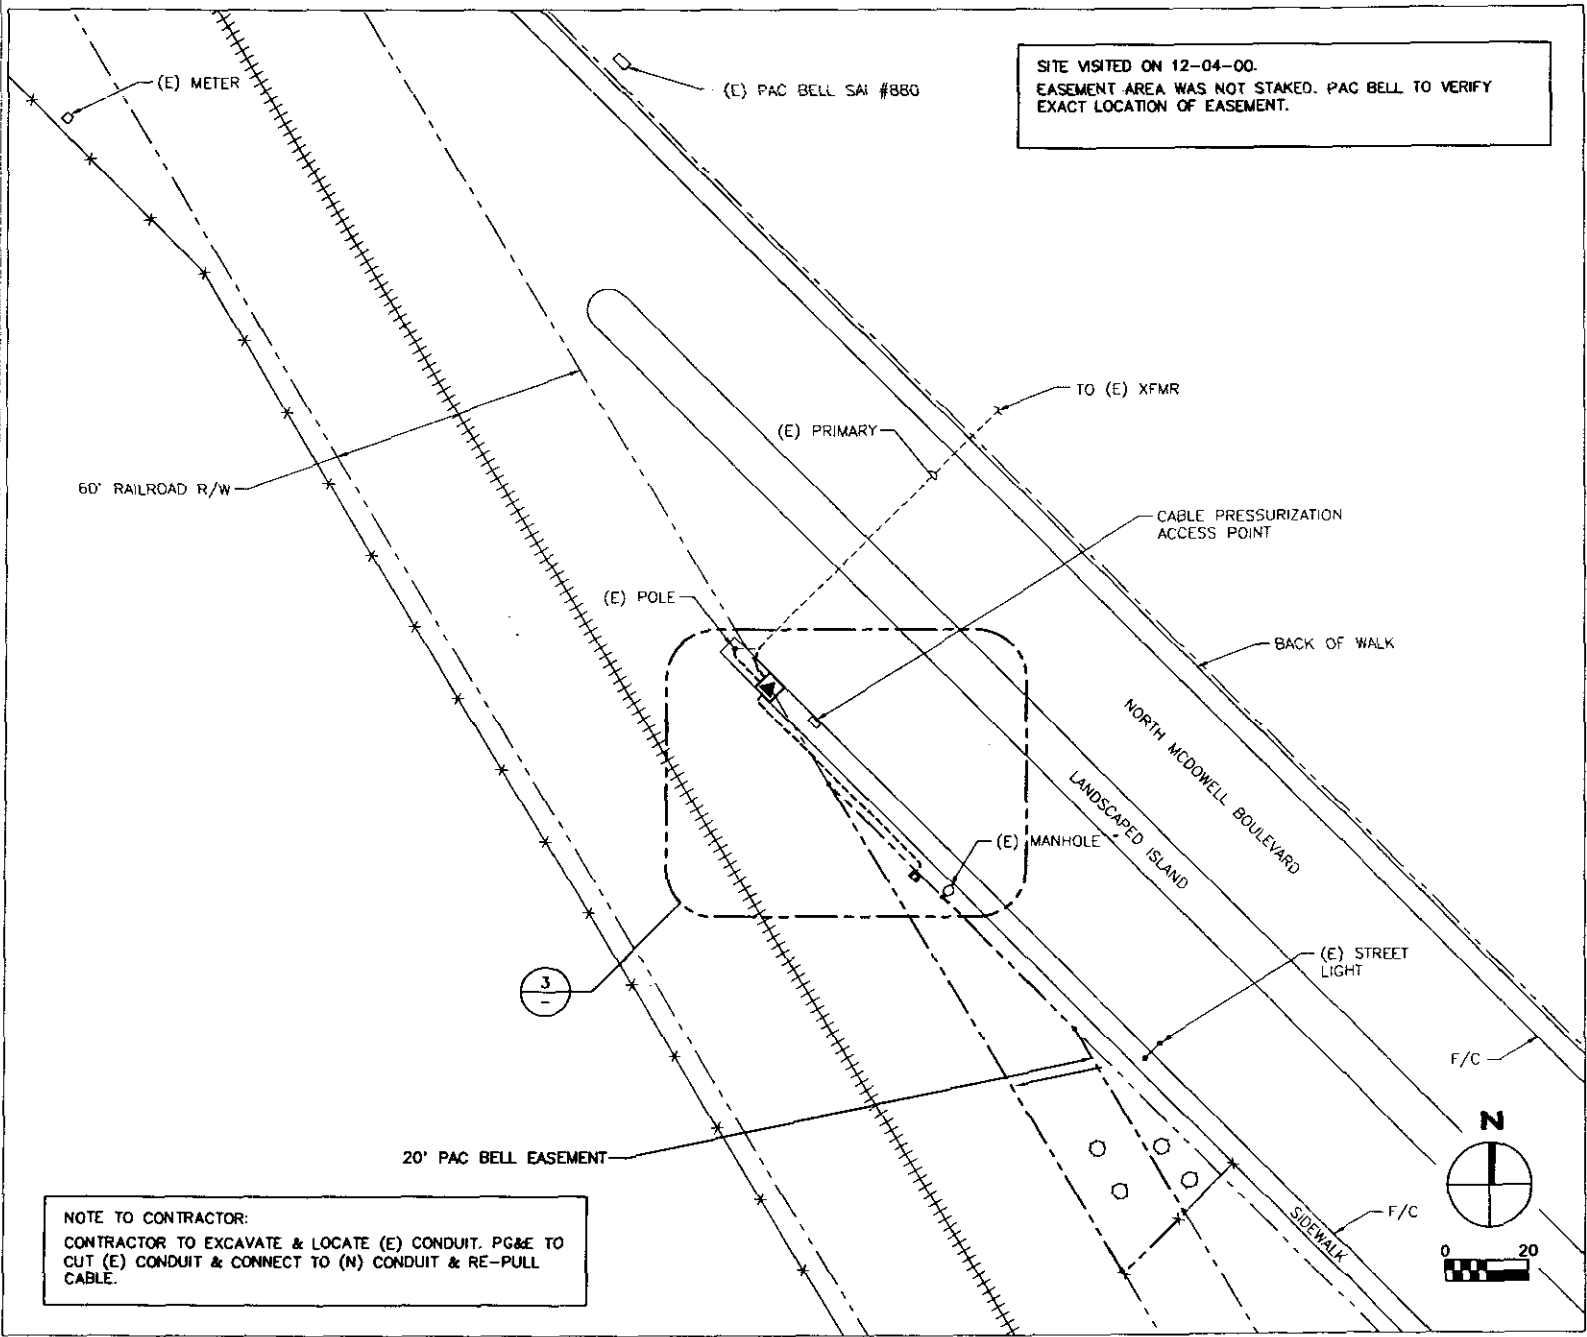 SITE VISITED ON 12-04-00.
EASEMENT AREA WAS NOT STAKED. PAC BELL TO VERIFY
EXACT LOCATION OF EASEMENT.
(E) METER
(E) PAC BELL SAI #880
TO (E) XFMR
(E) PRIMARY
60' RAILROAD R/W
CABLE PRESSURIZATION
ACCESS POINT
(E) POLE
BACK OF WALK
NORTH MCDOWELL BOULEVARD
LANDSCAPED ISLAND
(E) MANHOLE
(E) STREET
LIGHT
3
-
F/C
20' PAC BELL EASEMENT
N
SIDEWALK
F/C
0 20
NOTE TO CONTRACTOR:
CONTRACTOR TO EXCAVATE & LOCATE (E) CONDUIT. PG&E TO
CUT (E) CONDUIT & CONNECT TO (N) CONDUIT & RE-PULL
CABLE.